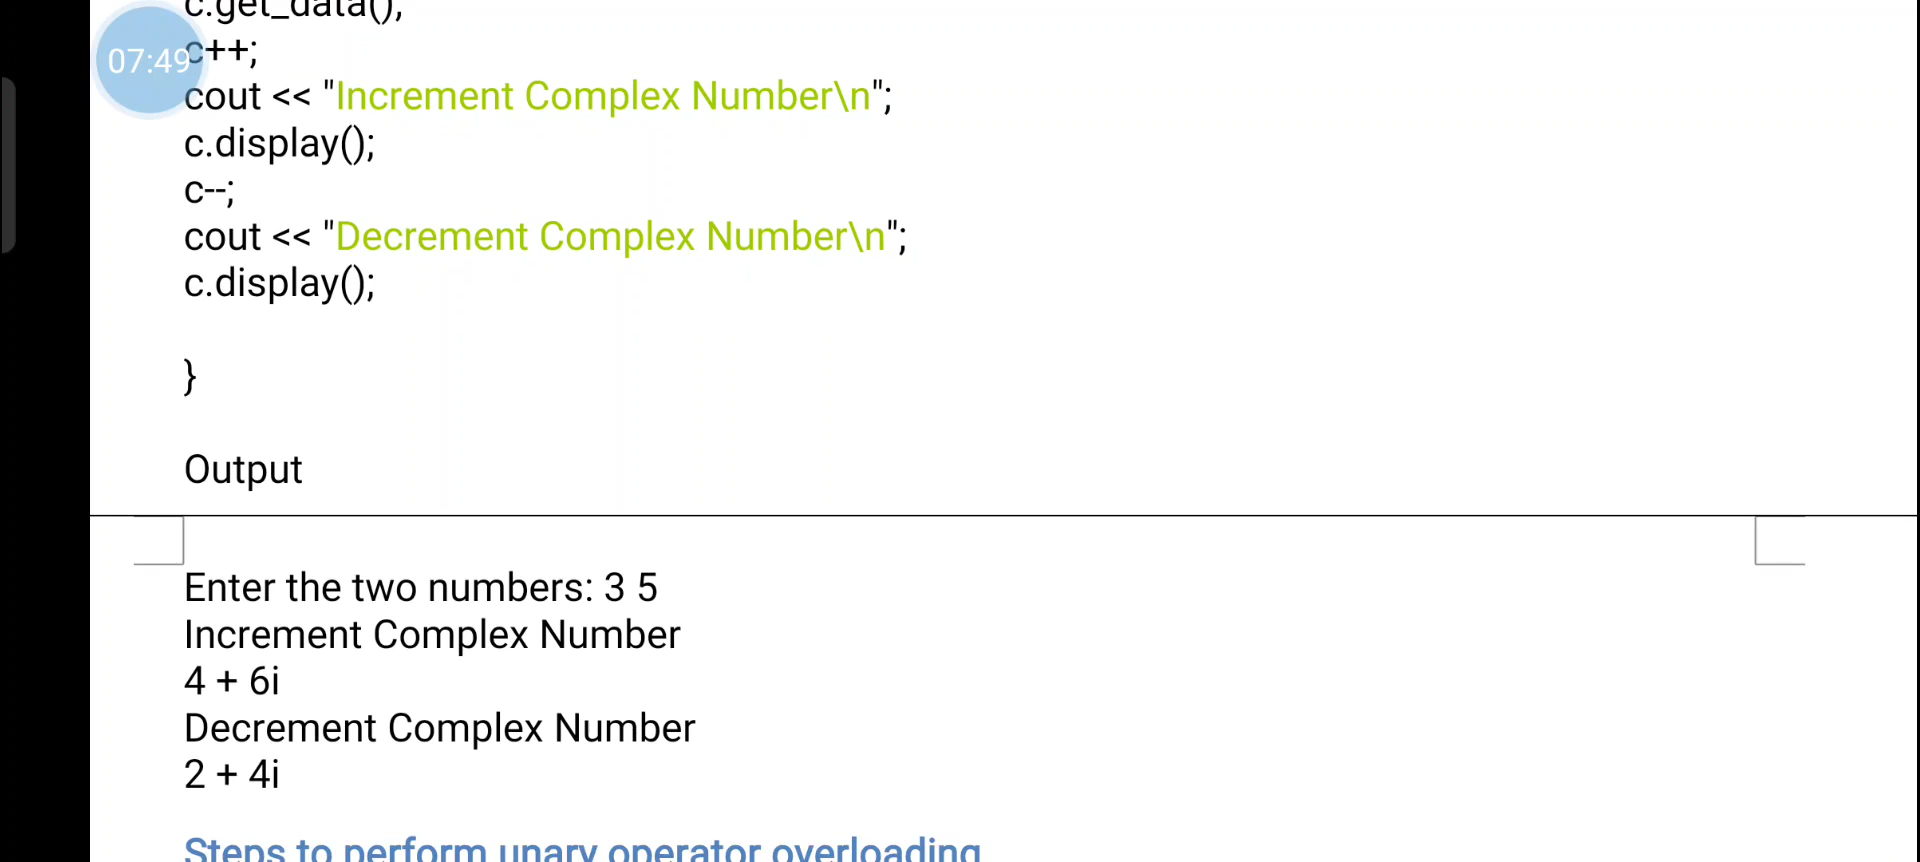 c.get_data();
07:49
c++;
cout << "Increment Complex Number\n";
c.display();
c--;
cout << "Decrement Complex Number\n";
c.display();
}
Output
Enter the two numbers: 3 5
Increment Complex Number
4 + 6i
Decrement Complex Number
2 + 4i
Steps to perform unary operator overloading